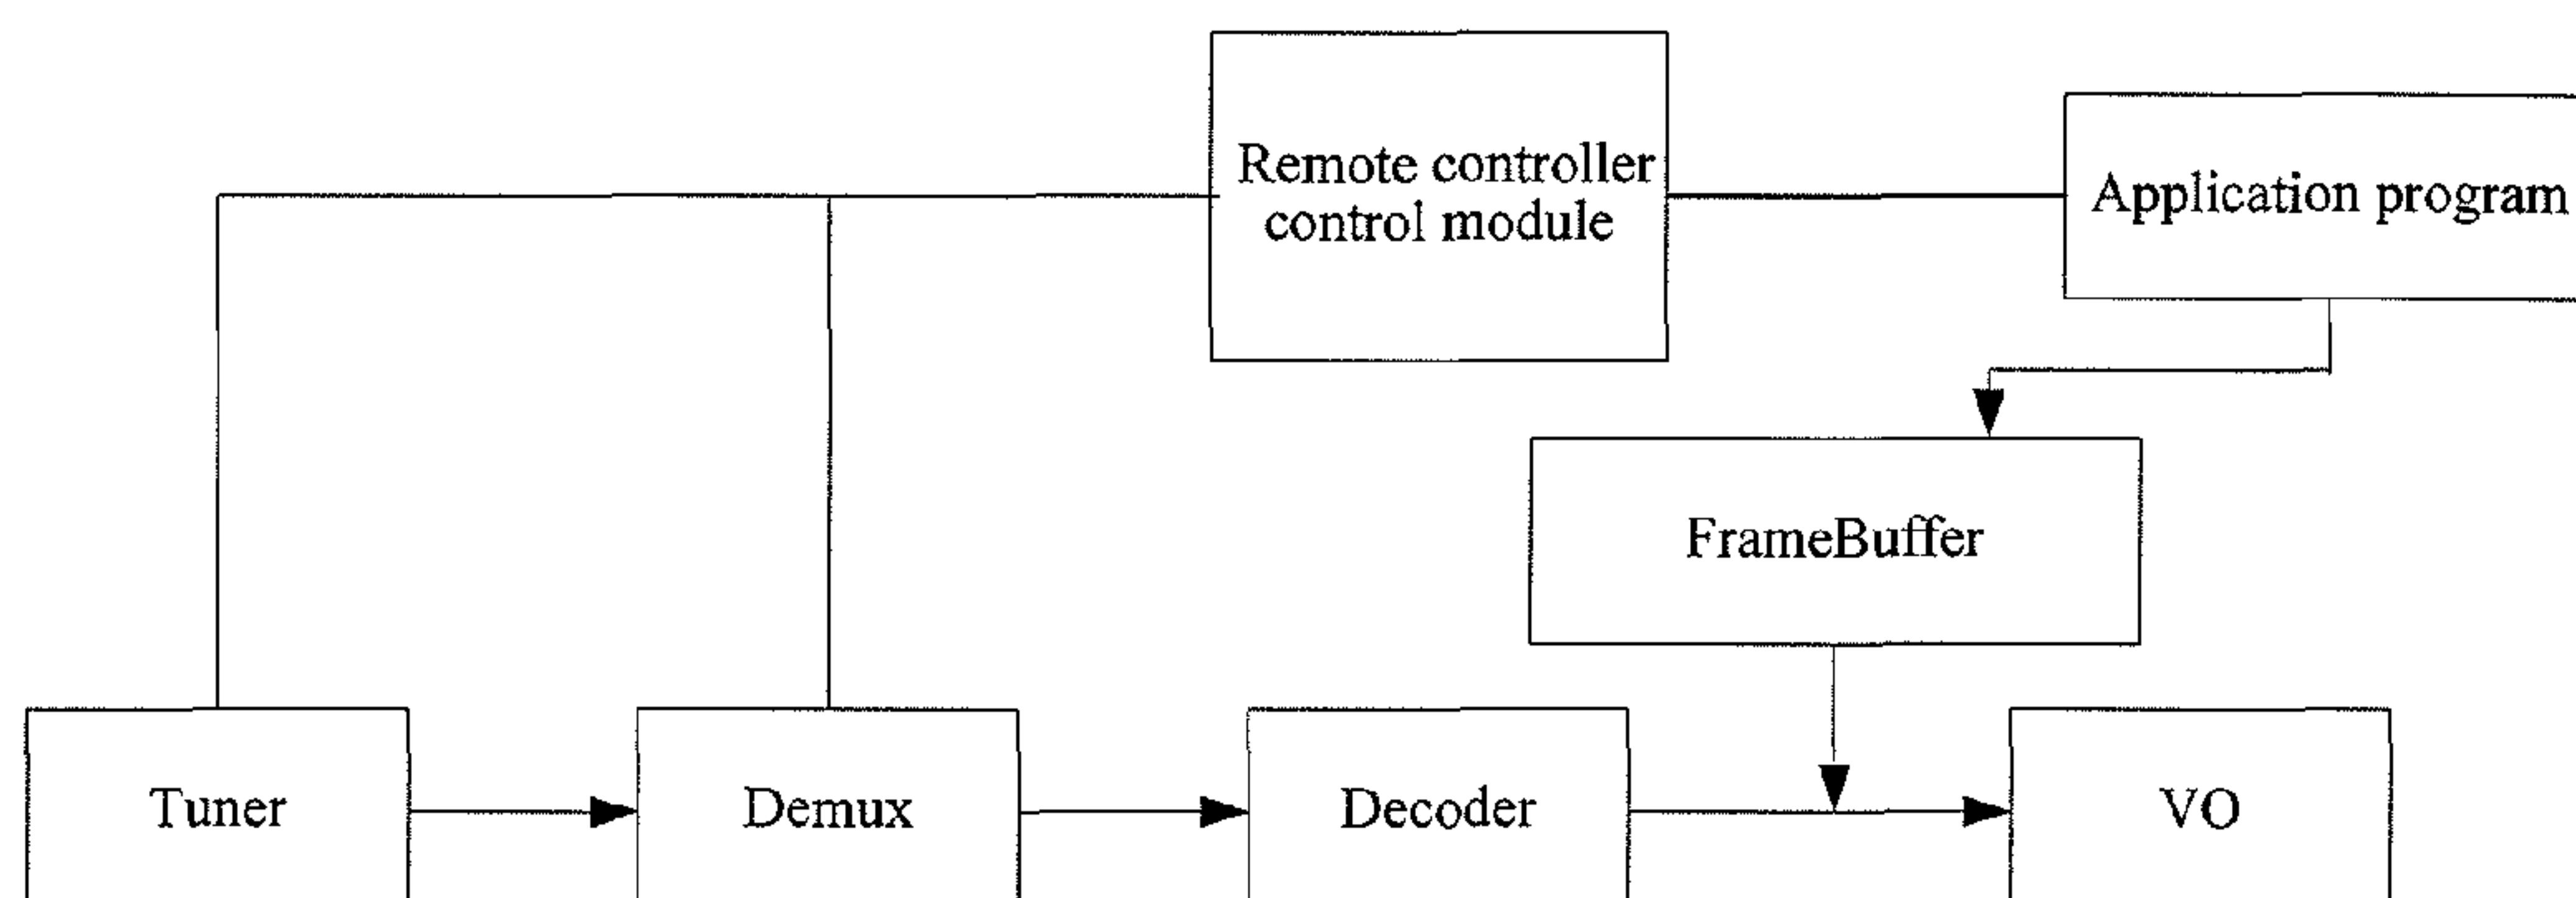 Remote controller
control module
Application program
FrameBuffer
Tuner
Demux
Decoder
VO